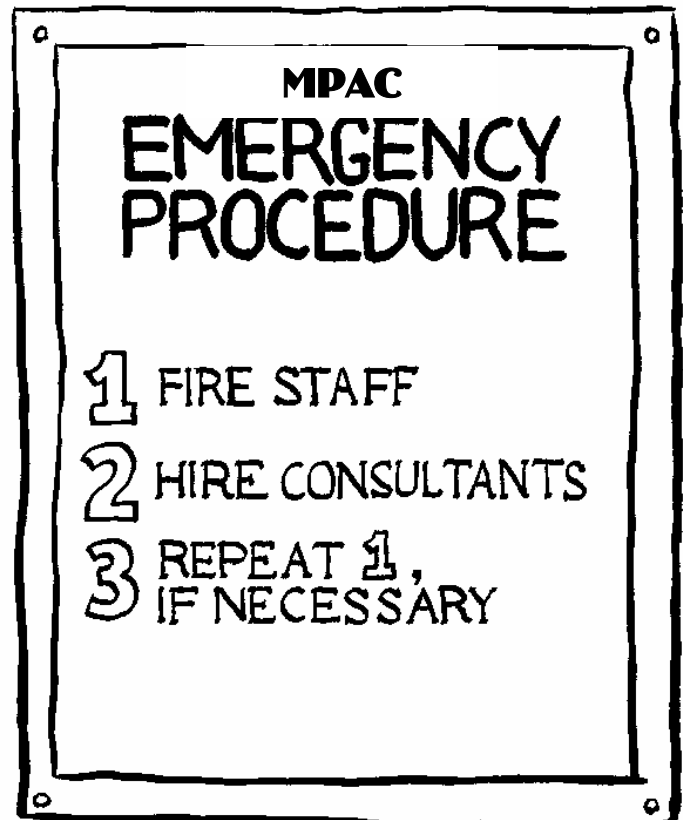 MPAC
EMERGENCY
PROCEDURE
1 FIRE STAFF
2 HIRE CONSULTANTS
3 REPEAT 1,
IF NECESSARY